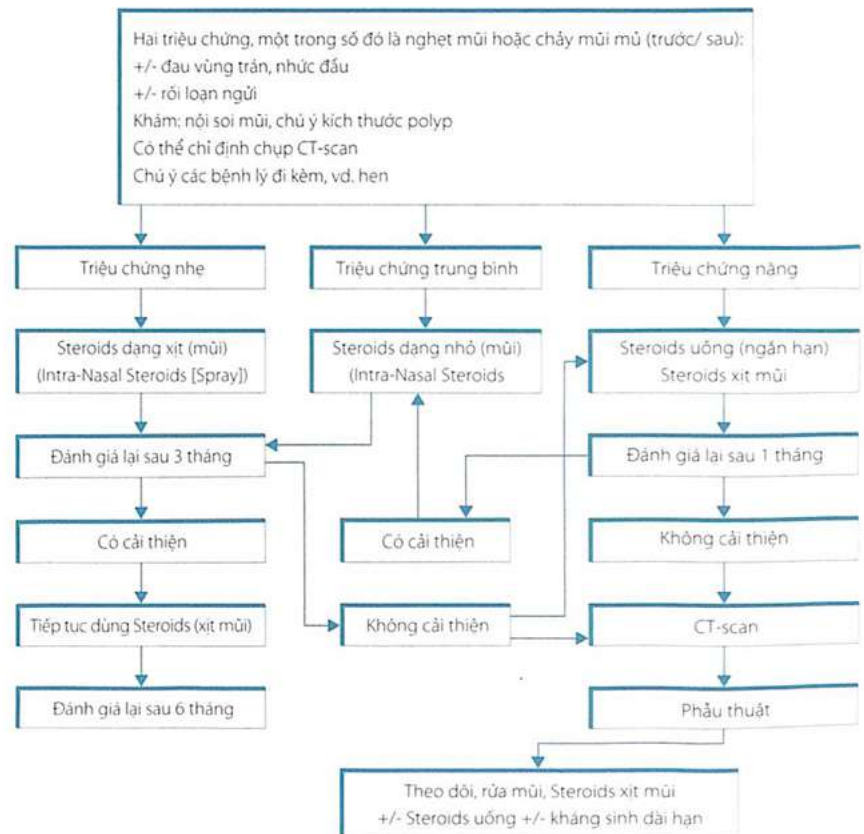 Hai triệu chứng, một trong số đó là nghẹt mũi hoặc chảy mũi mủ (trước/ sau):
+/- đau vùng trán, nhức đầu
+/- rối loạn ngửi
Khám: nội soi mũi, chú ý kích thước polyp
Có thể chỉ định chụp CT-scan
Chú ý các bệnh lý đi kèm, vd. hen
Triệu chứng nhẹ
Triệu chứng trung bình
Triệu chứng nặng
Steroids dạng xịt (mũi)
(Intra-Nasal Steroids [Spray])
Steroids dạng nhỏ (mũi)
(Intra-Nasal Steroids
Steroids uống (ngắn hạn)
Steroids xịt mũi
Đánh giá lại sau 3 tháng
Đánh giá lại sau 1 tháng
Có cải thiện
Có cải thiện
Không cải thiện
Tiếp tục dùng Steroids (xịt mũi)
Không cải thiện
CT-scan
Đánh giá lại sau 6 tháng
Phẫu thuật
Theo dõi, rửa mũi, Steroids xịt mũi
+/- Steroids uống +/- kháng sinh dài hạn